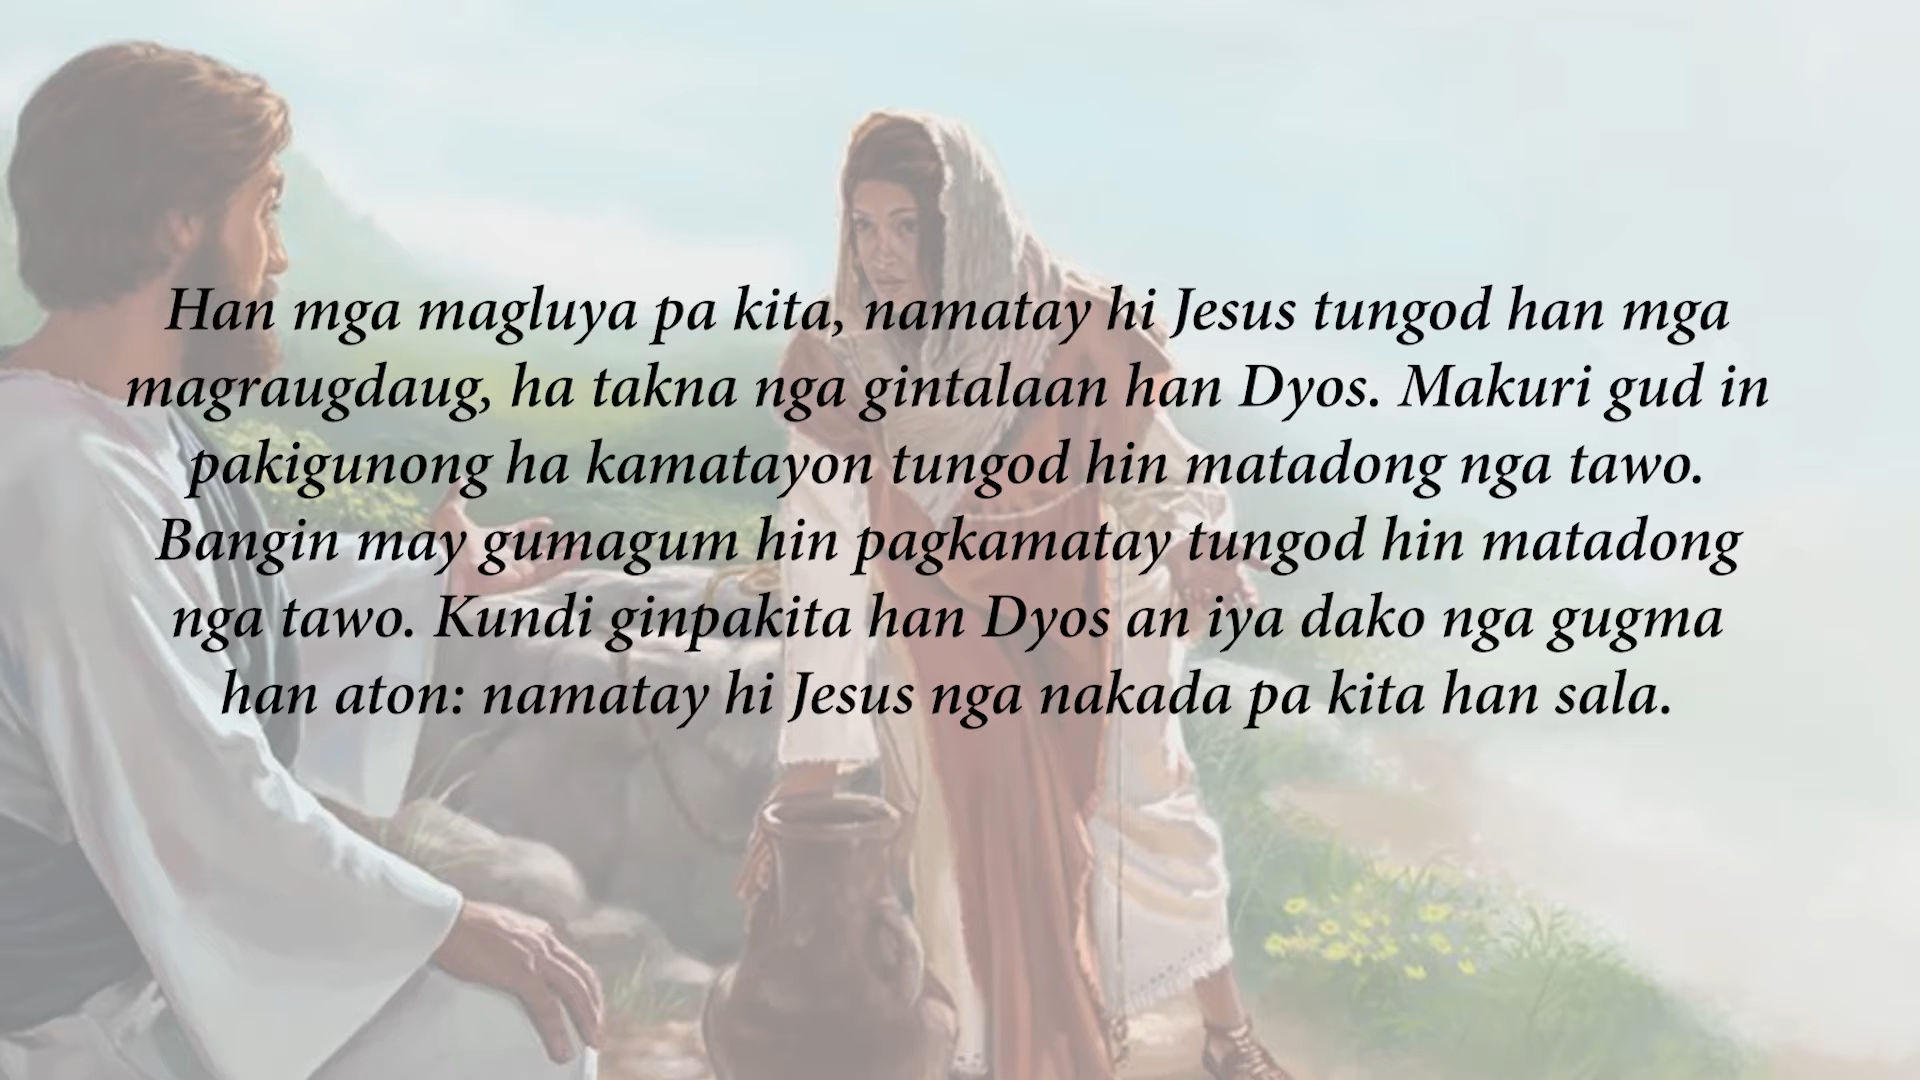 Han mga magluya pa kita, namatay hi Jesus tungod han mga
magraugdaug, ha takna nga gintalaan han Dyos. Makuri gud in
pakigunong ha kamatayon tungod hin matadong nga tawo.
Bangin may gumagum hin pagkamatay tungod hin matadong
nga tawo. Kundi ginpakita han Dyos an iya dako nga gugma
han aton: namatay hi Jesus nga nakada pa kita han sala.